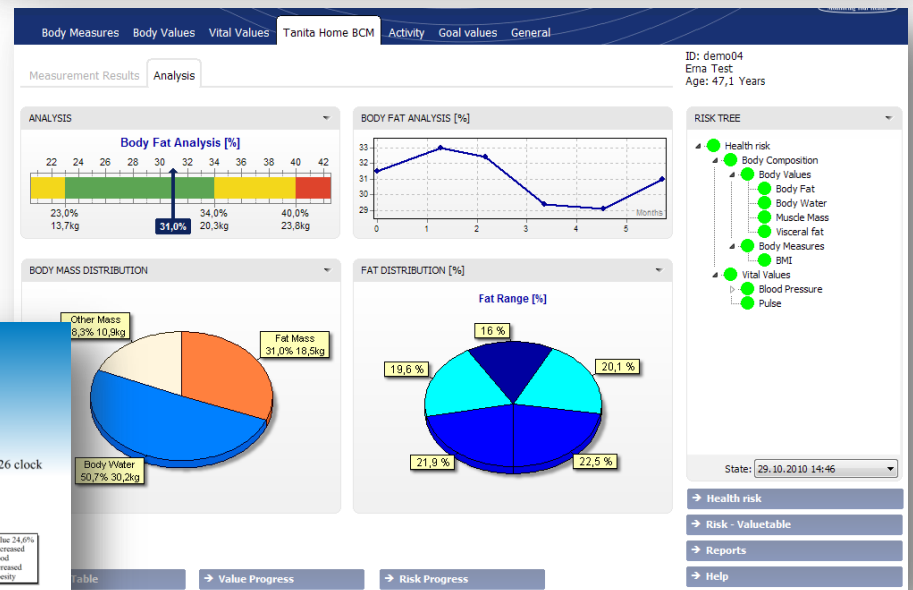 Body Measures Body Values Vital Values Tanita Home BCM Activity Goal values General
Measurement Results Analysis
ID: demo04
Erna Test
Age: 47,1 Years
ANALYSIS
Body Fat Analysis [%]
22 24 26 28 30 32 34 36 38 40 42
23,0% 34,0% 40,0%
13,7kg 31,0% 20,3kg 23,8kg
BODY FAT ANALYSIS [%]
33
32
31
30
29
Months
0 1 2 3 4 5
BODY MASS DISTRIBUTION
Other Mass
8,3% 10,9kg
Fat Mass
31,0% 18,5kg
Body Water
50,7% 30,2kg
FAT DISTRIBUTION [%]
Fat Range [%]
16 %
19,6 %
20,1 %
21,9 %
22,5 %
RISK TREE
Health risk
Body Composition
Body Values
Body Fat
Body Water
Muscle Mass
Visceral fat
Body Measures
BMI
Vital Values
Blood Pressure
Pulse
State: 29.10.2010 14:46
Health risk
Risk - Valuetable
Reports
Help
26 clock
24,6%
Table
Value Progress
Risk Progress